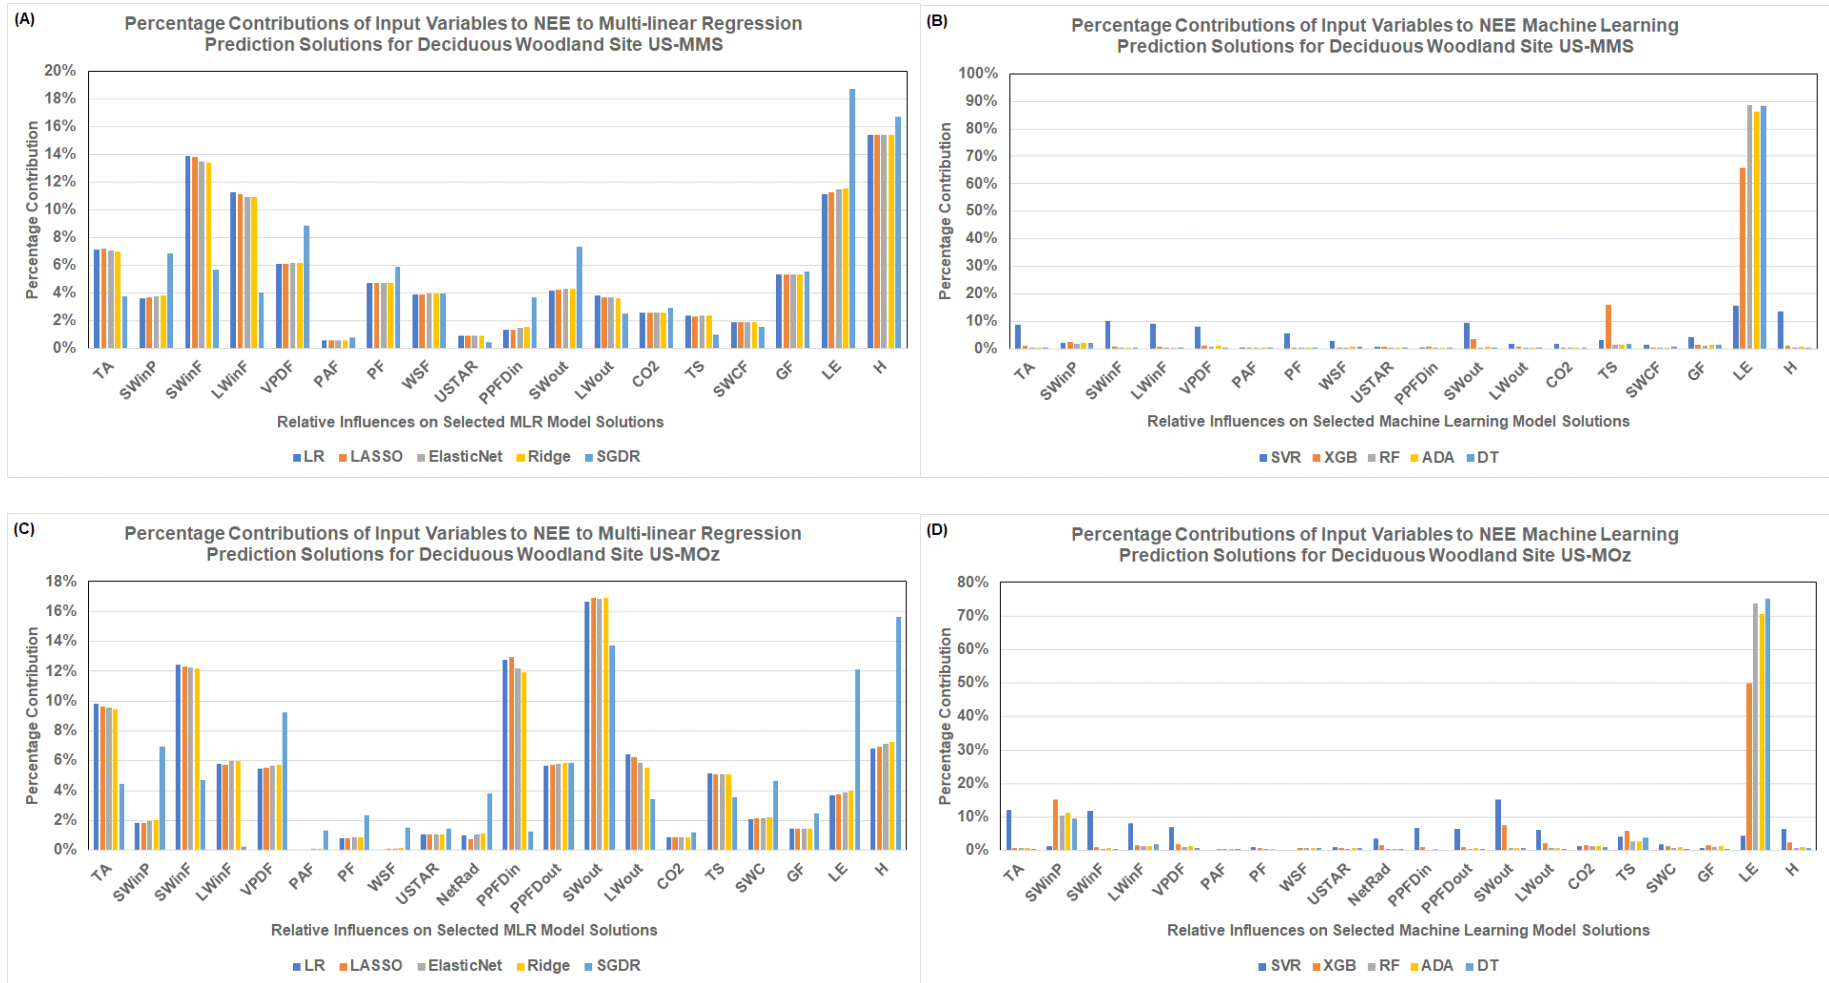 (A)
Percentage Contributions of Input Variables to NEE to Multi-linear Regression
Prediction Solutions for Deciduous Woodland Site US-MMS
Percentage Contribution
20%
18%
16%
14%
12%
10%
8%
6%
4%
2%
0%
TA SWinP SWinF LWinF VPDF PAF PF WSF USTAR PPFDin SWout LWout CO2 TS SWCF GF LE H
Relative Influences on Selected MLR Model Solutions
LR LASSO ElasticNet Ridge SGDR
(B)
Percentage Contributions of Input Variables to NEE Machine Learning
Prediction Solutions for Deciduous Woodland Site US-MMS
Percentage Contribution
100%
90%
80%
70%
60%
50%
40%
30%
20%
10%
0%
TA SWinP SWinF LWinF VPDF PAF PF WSF USTAR PPFDin SWout LWout CO2 TS SWCF GF LE H
Relative Influences on Selected Machine Learning Model Solutions
SVR XGB RF ADA DT
(C)
Percentage Contributions of Input Variables to NEE to Multi-linear Regression
Prediction Solutions for Deciduous Woodland Site US-MOz
Percentage Contribution
18%
16%
14%
12%
10%
8%
6%
4%
2%
0%
TA SWinP SWinF LWinF VPDF PAF PF WSF USTAR NetRad PPFDin PPFDout SWout LWout CO2 TS SWC GF LE H
Relative Influences on Selected MLR Model Solutions
LR LASSO ElasticNet Ridge SGDR
(D)
Percentage Contributions of Input Variables to NEE Machine Learning
Prediction Solutions for Deciduous Woodland Site US-MOz
Percentage Contribution
80%
70%
60%
50%
40%
30%
20%
10%
0%
TA SWinP SWinF LWinF VPDF PAF PF WSF USTAR NetRad PPFDin PPFDout SWout LWout CO2 TS SWC GF LE H
Relative Influences on Selected Machine Learning Model Solutions
SVR XGB RF ADA DT